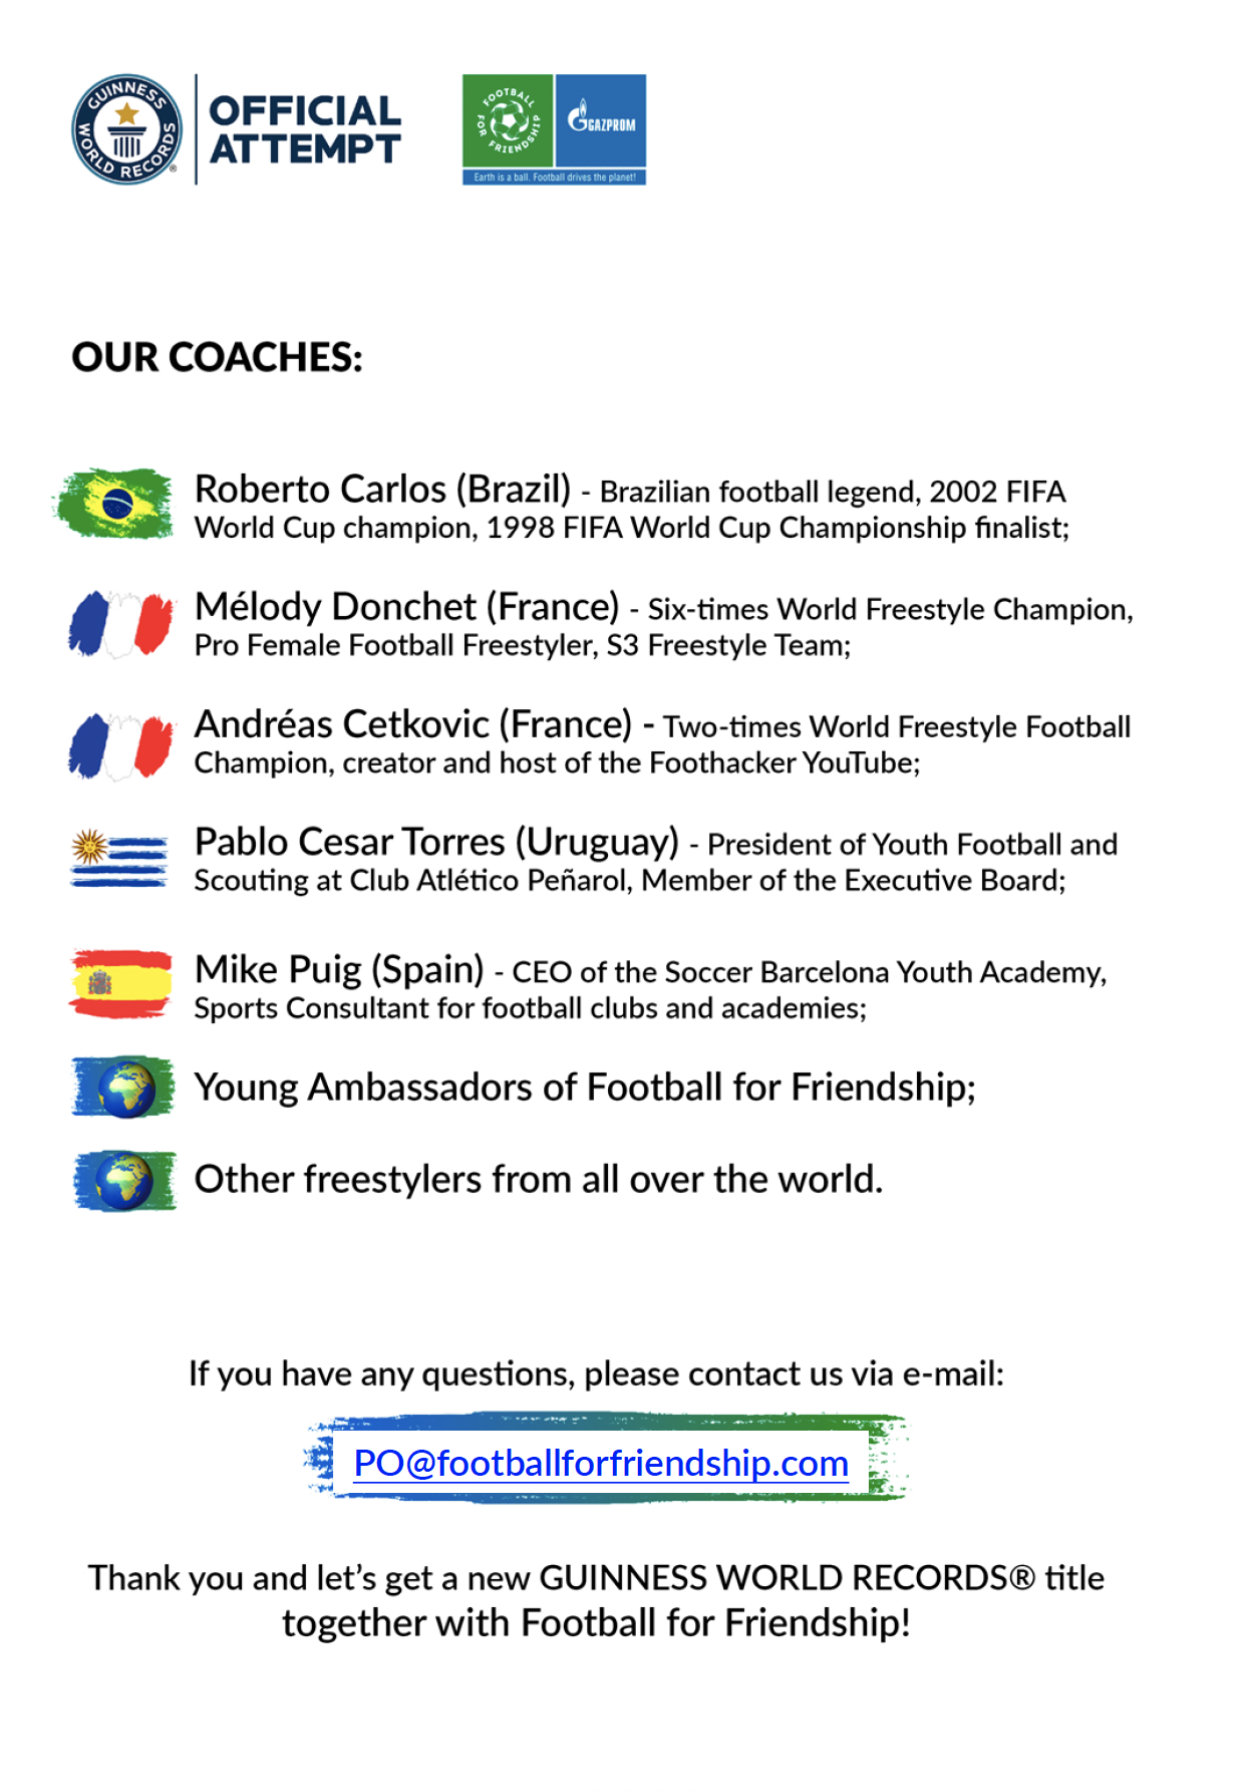 GUINNESS WORLD RECORDS®
OFFICIAL
ATTEMPT
FOOTBALL FOR FRIENDSHIP
GAZPROM
Earth is a ball. Football drives the planet!
OUR COACHES:
Roberto Carlos (Brazil) - Brazilian football legend, 2002 FIFA
World Cup champion, 1998 FIFA World Cup Championship finalist;
Mélody Donchet (France) - Six-times World Freestyle Champion,
Pro Female Football Freestyler, S3 Freestyle Team;
Andréas Cetkovic (France) - Two-times World Freestyle Football
Champion, creator and host of the Foothacker YouTube;
Pablo Cesar Torres (Uruguay) - President of Youth Football and
Scouting at Club Atlético Peñarol, Member of the Executive Board;
Mike Puig (Spain) - CEO of the Soccer Barcelona Youth Academy,
Sports Consultant for football clubs and academies;
Young Ambassadors of Football for Friendship;
Other freestylers from all over the world.
If you have any questions, please contact us via e-mail:
PO@footballforfriendship.com
Thank you and let’s get a new GUINNESS WORLD RECORDS® title
together with Football for Friendship!